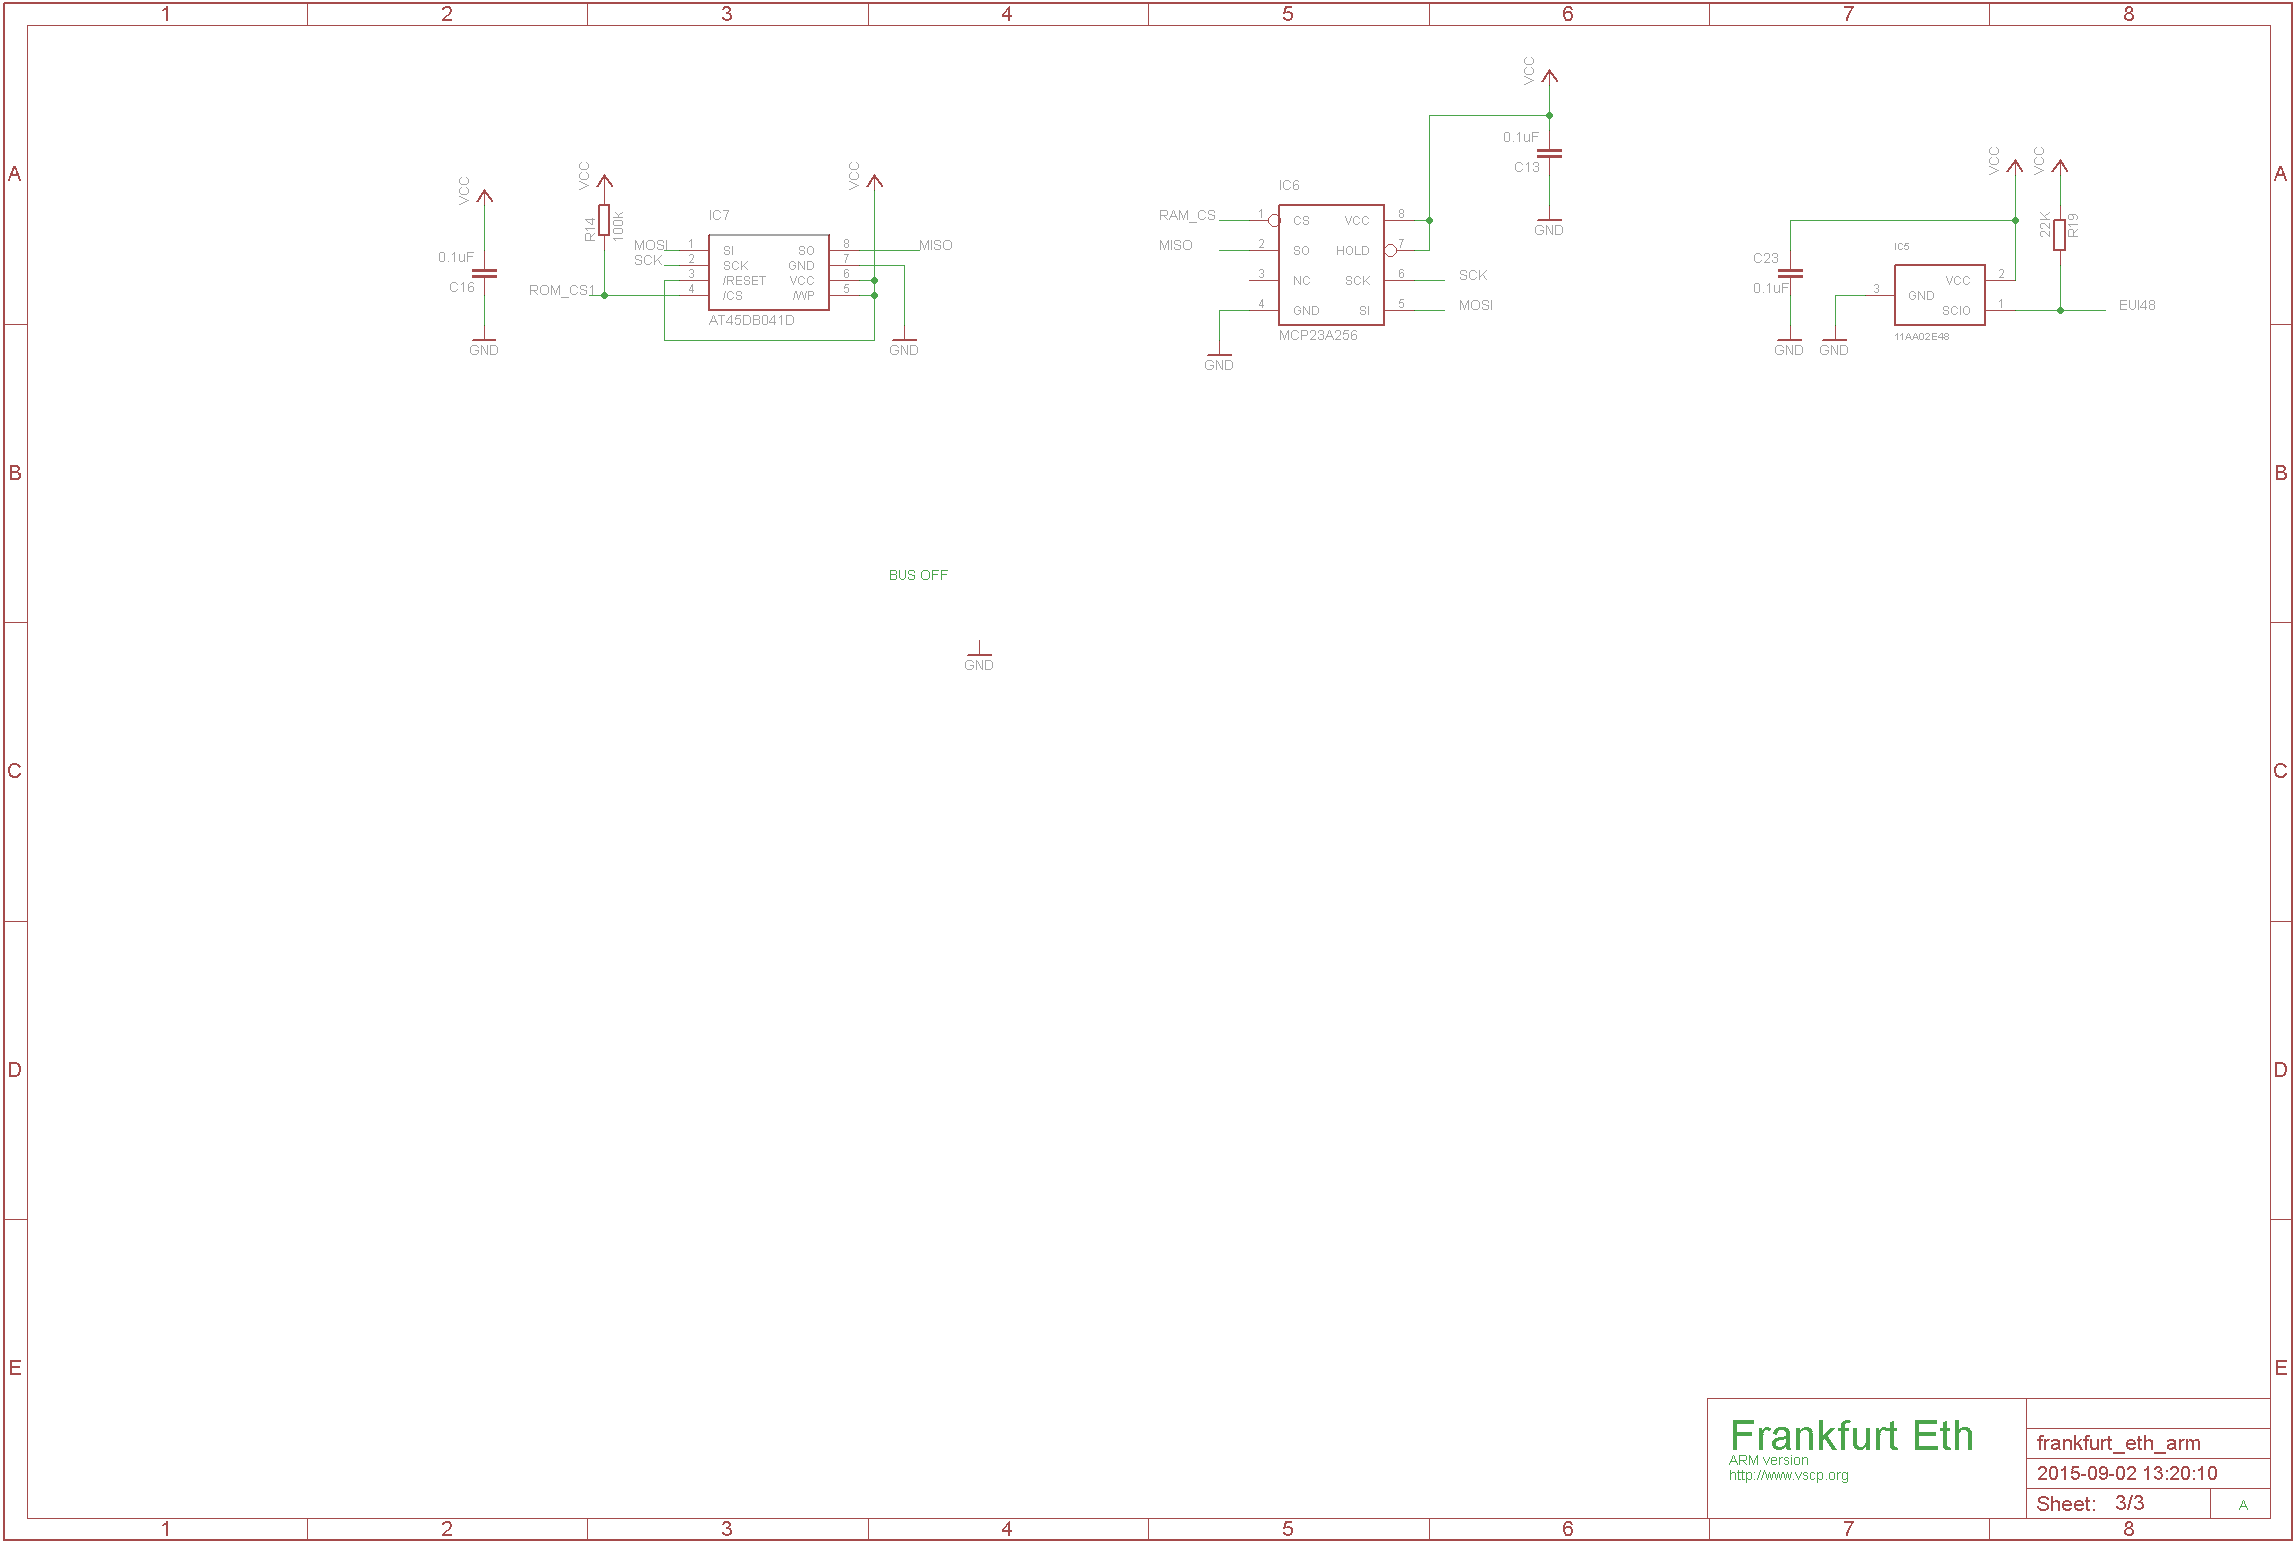 1 2 3 4 5 6 7 8
A A
B B
C C
D D
E E
VCC
0.1uF
C16
GND
VCC
R14
100k
ROM_CS1
MOSI
SCK
IC7
1 SI SO 8
2 SCK GND 7
3 /RESET VCC 6
4 /CS /WP 5
AT45DB041D
VCC
MISO
GND
BUS OFF
GND
VCC
0.1uF
C13
GND
IC6
RAM_CS 1 CS VCC 8
MISO 2 SO HOLD 7
3 NC SCK 6 SCK
4 GND SI 5 MOSI
MCP23A256
GND
VCC
VCC
22K
R19
C23
0.1uF
GND
GND
IC5
VCC 2
3 GND
SCIO 1
EUI48
11AA02E48
Frankfurt Eth
ARM version
http://www.vscp.org
frankfurt_eth_arm
2015-09-02 13:20:10
Sheet: 3/3
A
1 2 3 4 5 6 7 8